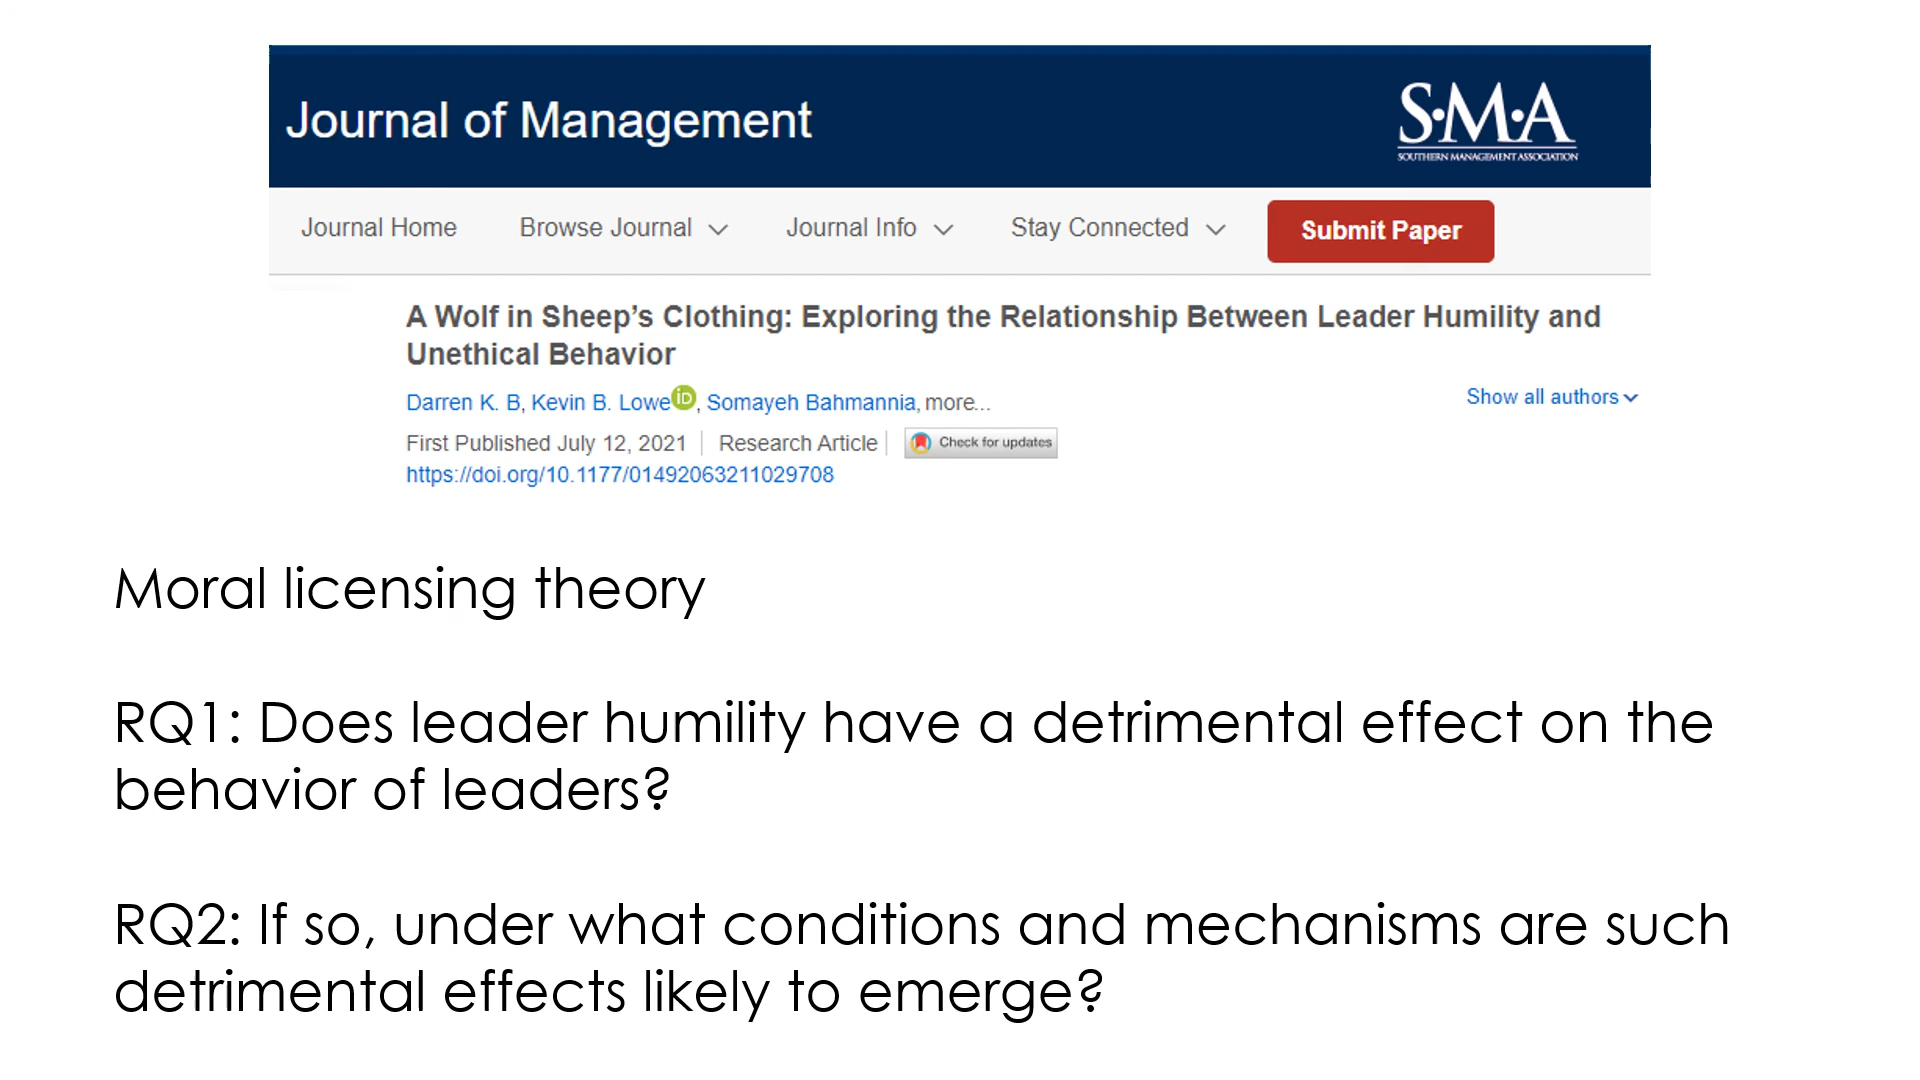 Journal of Management
S·M·A
SOUTHERN MANAGEMENT ASSOCIATION
Journal Home Browse Journal Journal Info Stay Connected Submit Paper
A Wolf in Sheep’s Clothing: Exploring the Relationship Between Leader Humility and
Unethical Behavior
Darren K. B, Kevin B. Lowe iD, Somayeh Bahmannia, more... Show all authors
First Published July 12, 2021 | Research Article | Check for updates
https://doi.org/10.1177/01492063211029708
Moral licensing theory
RQ1: Does leader humility have a detrimental effect on the
behavior of leaders?
RQ2: If so, under what conditions and mechanisms are such
detrimental effects likely to emerge?